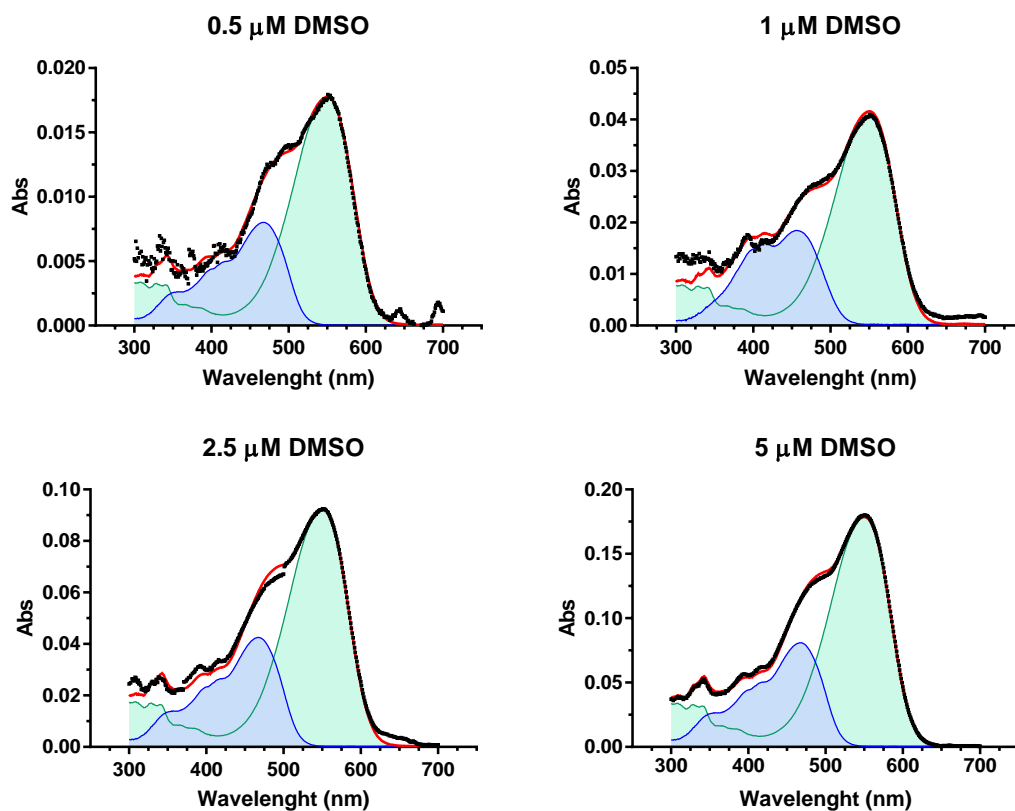 0.5 μM DMSO
0.020
0.015
0.010
0.005
0.000
Abs
300 400 500 600 700
Wavelenght (nm)
1 μM DMSO
0.05
0.04
0.03
0.02
0.01
0.00
Abs
300 400 500 600 700
Wavelenght (nm)
2.5 μM DMSO
0.10
0.08
0.06
0.04
0.02
0.00
Abs
300 400 500 600 700
Wavelenght (nm)
5 μM DMSO
0.20
0.15
0.10
0.05
0.00
Abs
300 400 500 600 700
Wavelenght (nm)